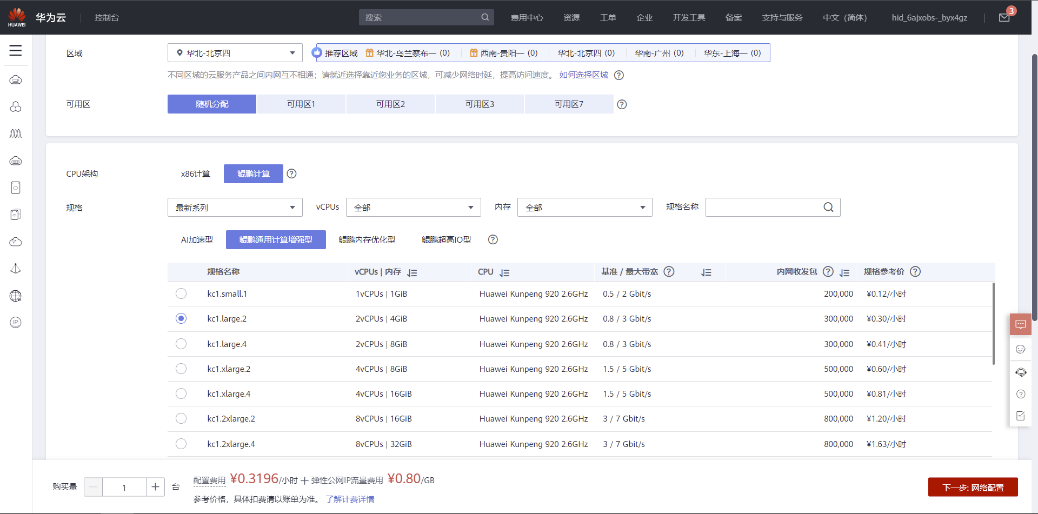 HUAWEI 华为云 控制台 搜索 费用中心 资源 工单 企业 开发工具 备案 支持与服务 中文（简体） hid_6ajxobs-_byx4gz 3
区域 华北-北京四 推荐区域 华北-乌兰察布一 (0) 西南-贵阳一 (0) 华北-北京四 (0) 华南-广州 (0) 华东-上海一 (0)
不同区域的云服务产品之间内网互不相通；请就近选择靠近您业务的区域，可减少网络时延，提高访问速度。 如何选择区域 ?
可用区 随机分配 可用区1 可用区2 可用区3 可用区7 ?
CPU架构 x86计算 鲲鹏计算 ?
规格 最新系列 vCPUs 全部 内存 全部 规格名称
AI加速型 鲲鹏通用计算增强型 鲲鹏内存优化型 鲲鹏超高IO型 ?
规格名称 vCPUs | 内存 CPU 基准 / 最大带宽 ? 内网收发包 ? 规格参考价 ?
kc1.small.1 1vCPUs | 1GiB Huawei Kunpeng 920 2.6GHz 0.5 / 2 Gbit/s 200,000 ¥0.12/小时
kc1.large.2 2vCPUs | 4GiB Huawei Kunpeng 920 2.6GHz 0.8 / 3 Gbit/s 300,000 ¥0.30/小时
kc1.large.4 2vCPUs | 8GiB Huawei Kunpeng 920 2.6GHz 0.8 / 3 Gbit/s 300,000 ¥0.41/小时
kc1.xlarge.2 4vCPUs | 8GiB Huawei Kunpeng 920 2.6GHz 1.5 / 5 Gbit/s 500,000 ¥0.60/小时
kc1.xlarge.4 4vCPUs | 16GiB Huawei Kunpeng 920 2.6GHz 1.5 / 5 Gbit/s 500,000 ¥0.81/小时
kc1.2xlarge.2 8vCPUs | 16GiB Huawei Kunpeng 920 2.6GHz 3 / 7 Gbit/s 800,000 ¥1.20/小时
kc1.2xlarge.4 8vCPUs | 32GiB Huawei Kunpeng 920 2.6GHz 3 / 7 Gbit/s 800,000 ¥1.63/小时
购买量 — 1 + 台 配置费用 ¥0.3196/小时 + 弹性公网IP流量费用 ¥0.80/GB
参考价格，具体扣费请以账单为准。 了解计费详情
下一步: 网络配置